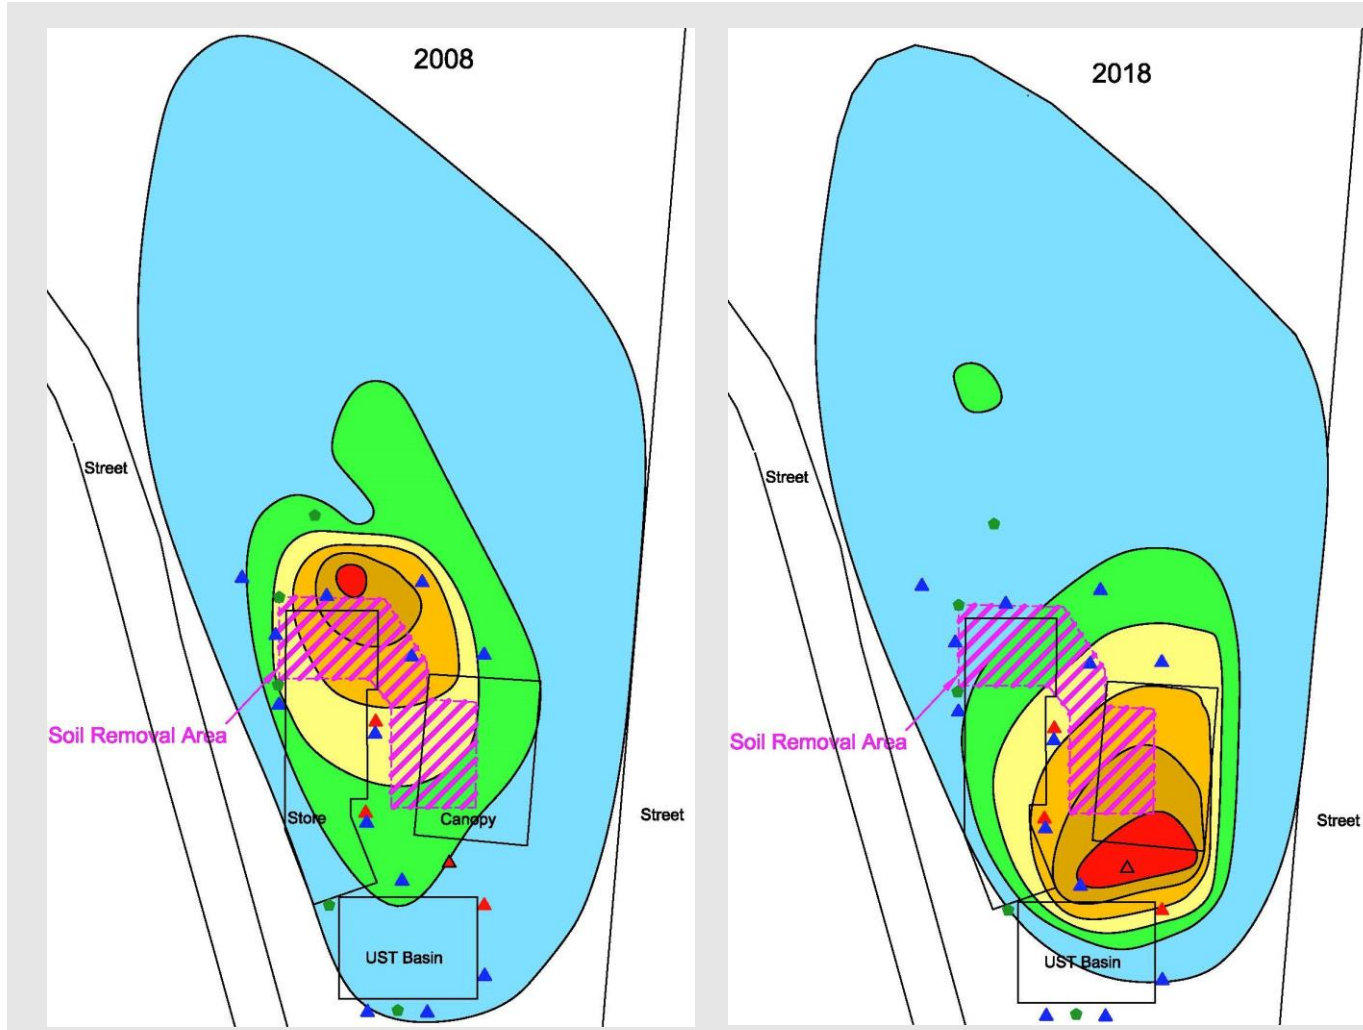 2008
Street
Soil Removal Area
Store
Canopy
Street
UST Basin
2018
Street
Soil Removal Area
Street
UST Basin